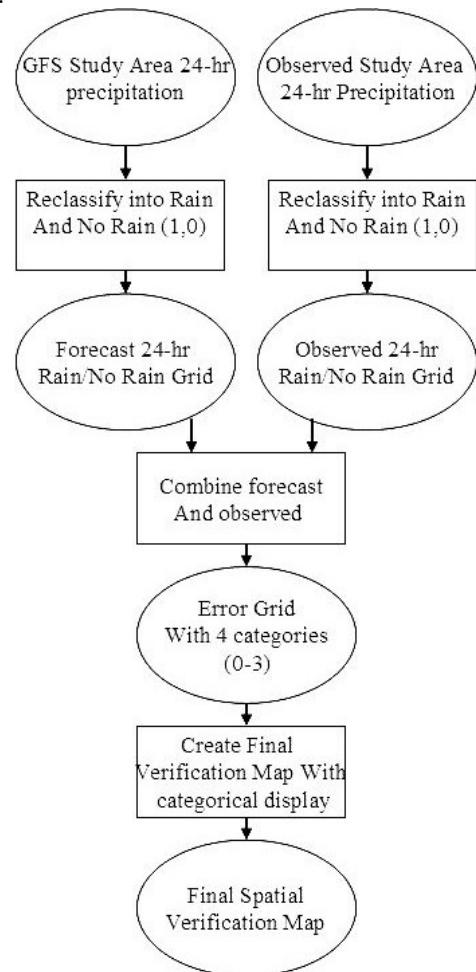 GFS Study Area 24-hr
precipitation
Observed Study Area
24-hr Precipitation
Reclassify into Rain
And No Rain (1,0)
Reclassify into Rain
And No Rain (1,0)
Forecast 24-hr
Rain/No Rain Grid
Observed 24-hr
Rain/No Rain Grid
Combine forecast
And observed
Error Grid
With 4 categories
(0-3)
Create Final
Verification Map With
categorical display
Final Spatial
Verification Map